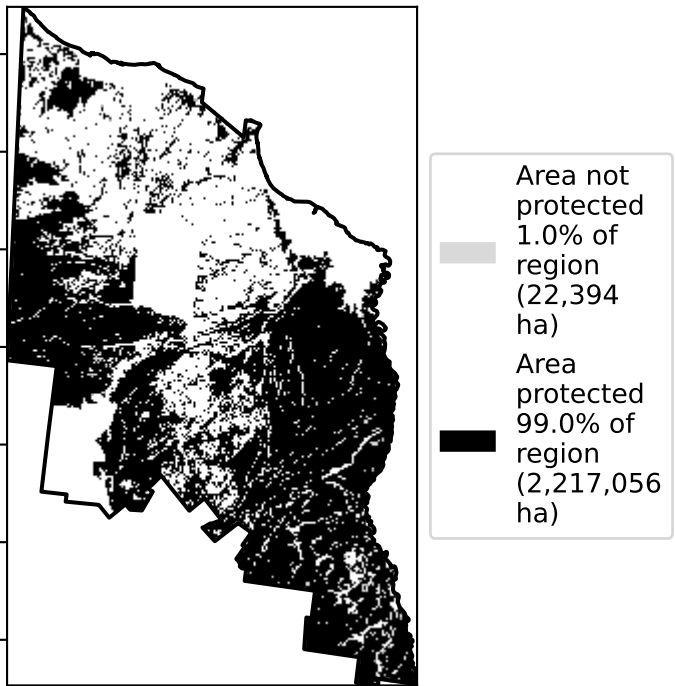 Area not
protected
1.0% of
region
(22,394
ha)
Area
protected
99.0% of
region
(2,217,056
ha)